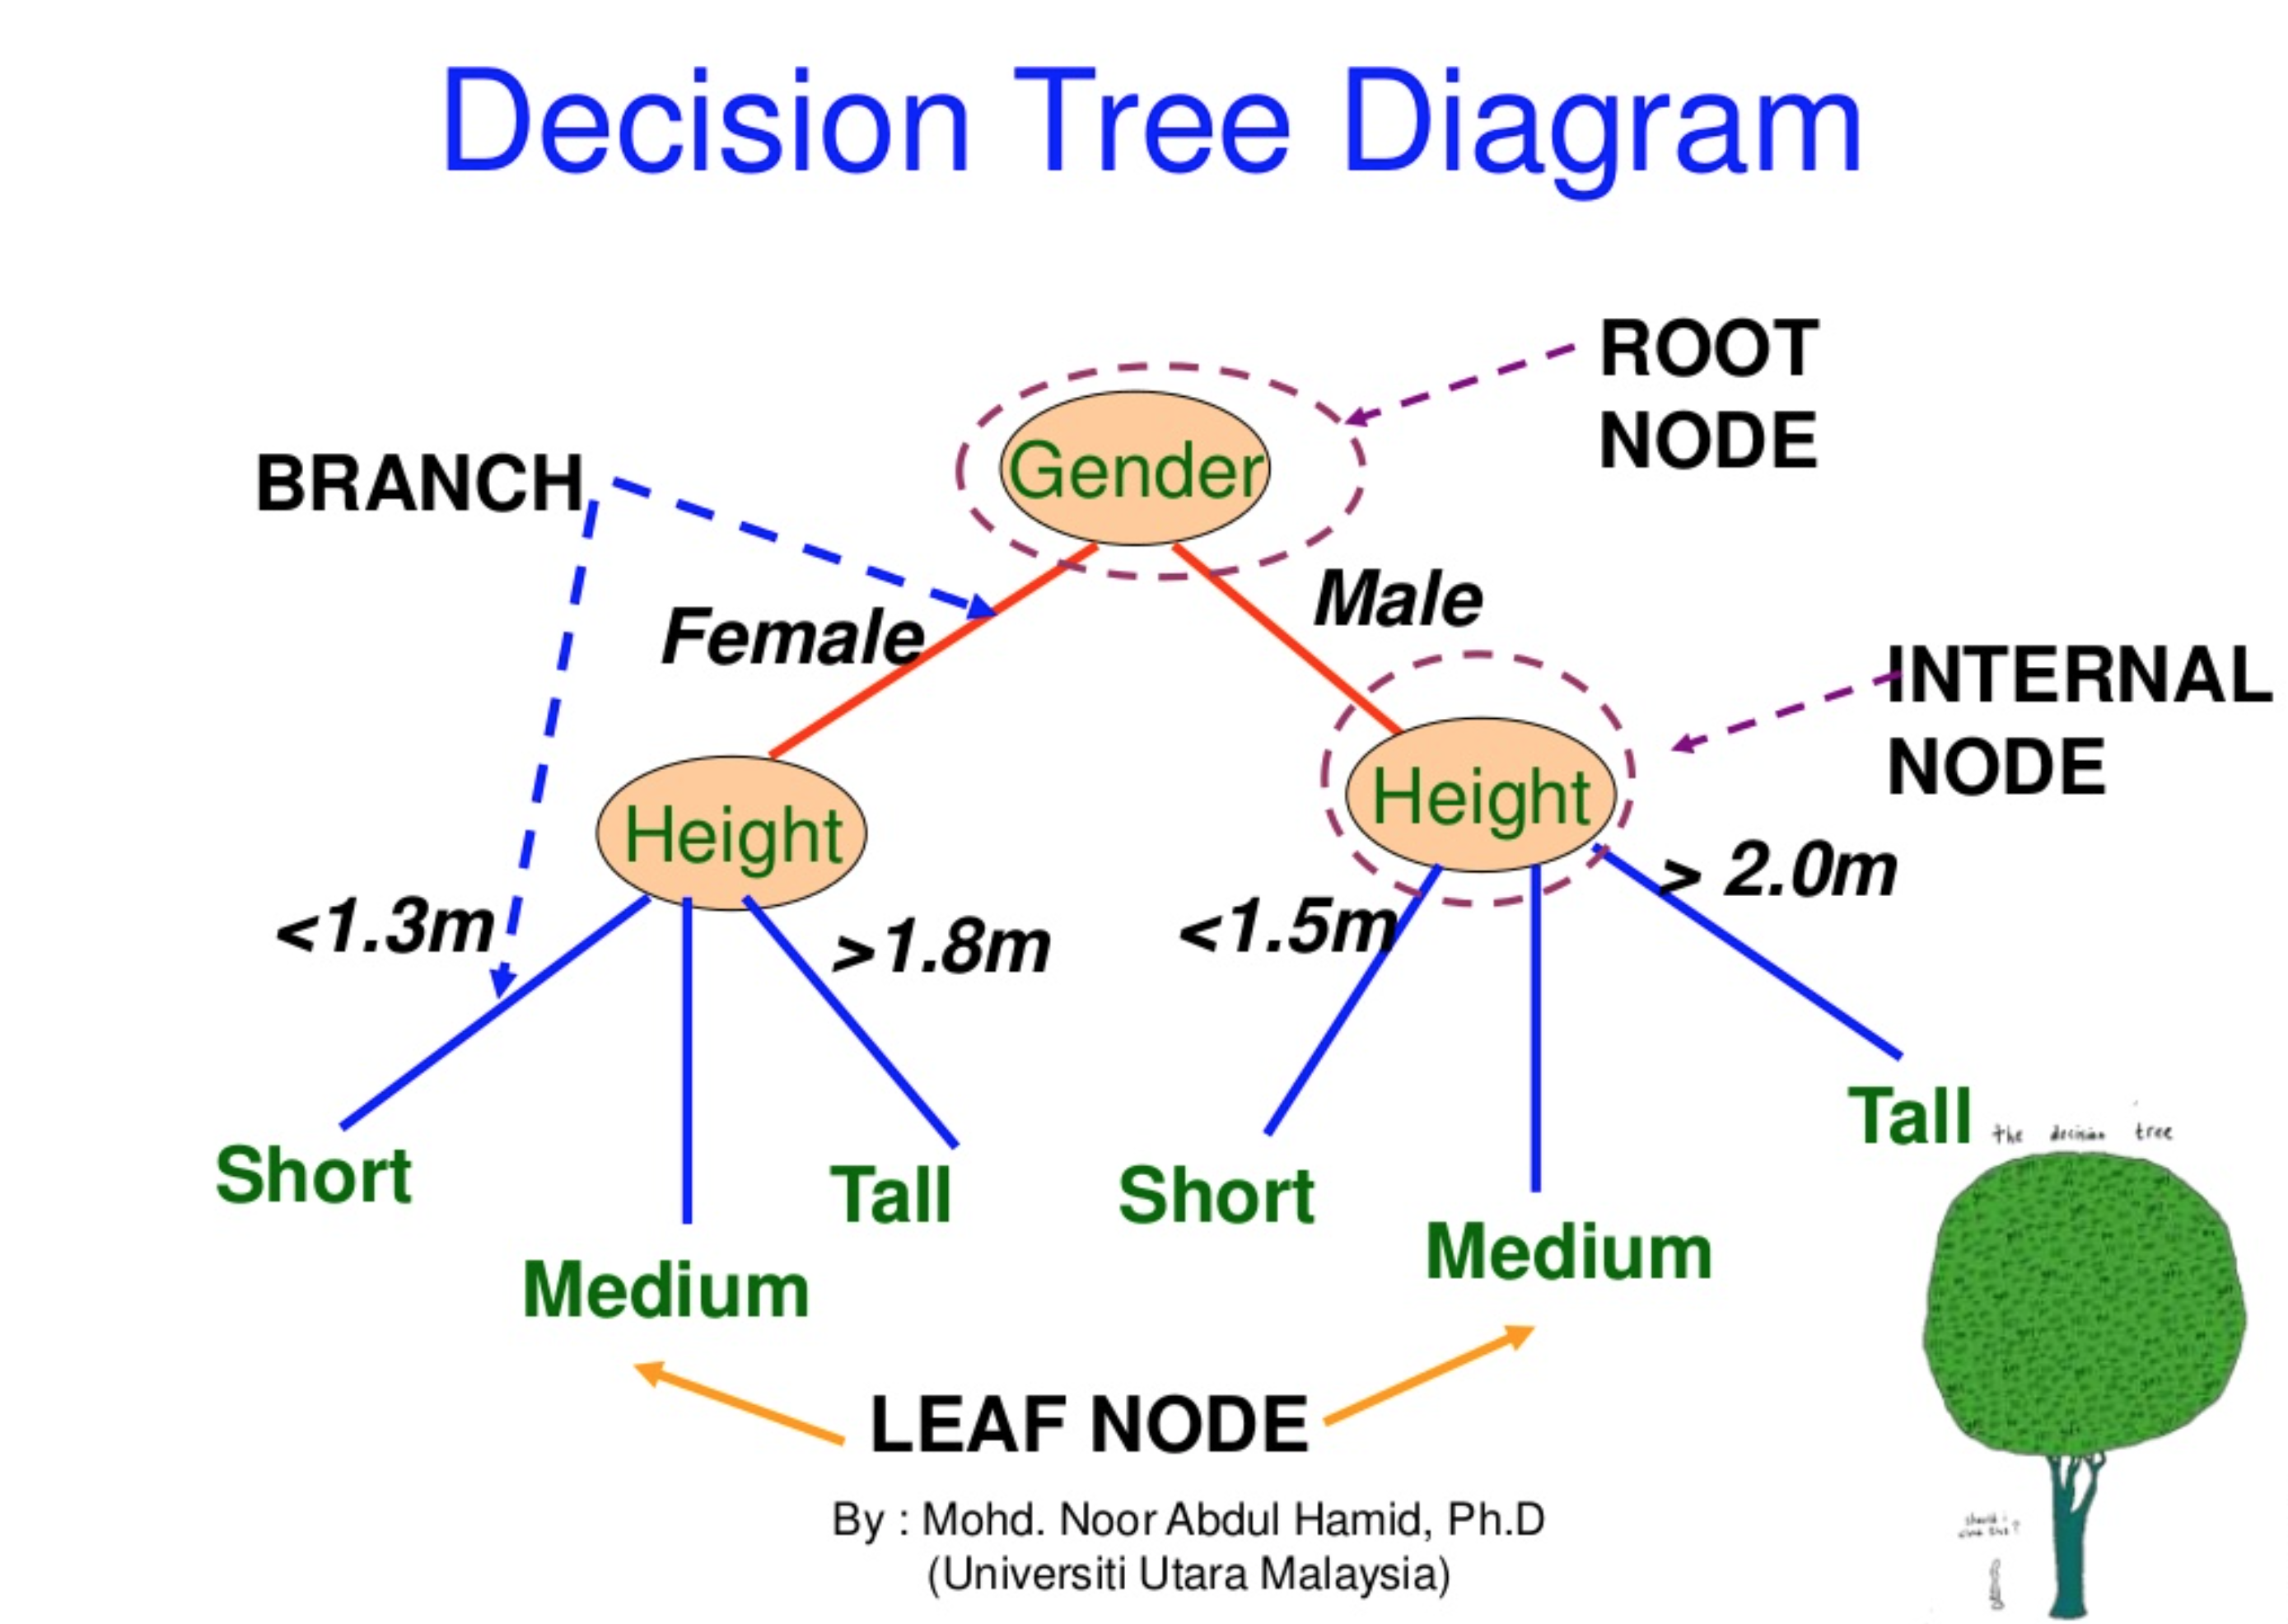 Decision Tree Diagram
ROOT
NODE
Gender
BRANCH
Female
Male
INTERNAL
NODE
Height
Height
<1.3m
>1.8m
<1.5m
> 2.0m
Short
Medium
Tall
Short
Medium
Tall
the decision tree
LEAF NODE
By : Mohd. Noor Abdul Hamid, Ph.D
(Universiti Utara Malaysia)
should i